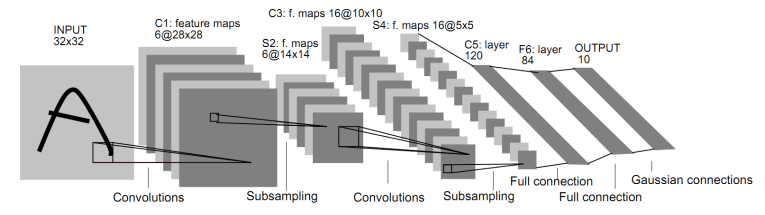 INPUT
32x32
C1: feature maps
6@28x28
S2: f. maps
6@14x14
C3: f. maps 16@10x10
S4: f. maps 16@5x5
C5: layer
120
F6: layer
84
OUTPUT
10
Convolutions
Subsampling
Convolutions
Subsampling
Full connection
Full connection
Gaussian connections
A